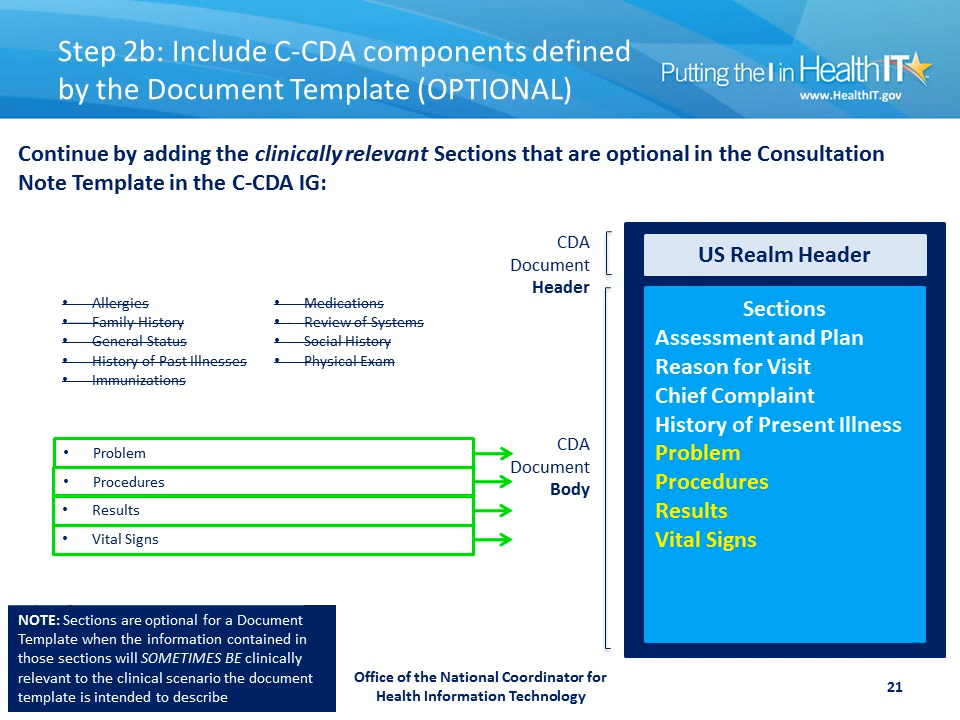 Step 2b: Include C-CDA components defined
by the Document Template (OPTIONAL)
Putting the I in HealthIT
www.HealthIT.gov
Continue by adding the clinically relevant Sections that are optional in the Consultation
Note Template in the C-CDA IG:
• Allergies
• Family History
• General Status
• History of Past Illnesses
• Immunizations
• Medications
• Review of Systems
• Social History
• Physical Exam
• Problem
• Procedures
• Results
• Vital Signs
CDA
Document
Header
CDA
Document
Body
US Realm Header
Sections
Assessment and Plan
Reason for Visit
Chief Complaint
History of Present Illness
Problem
Procedures
Results
Vital Signs
NOTE: Sections are optional for a Document
Template when the information contained in
those sections will SOMETIMES BE clinically
relevant to the clinical scenario the document
template is intended to describe
Office of the National Coordinator for
Health Information Technology
21